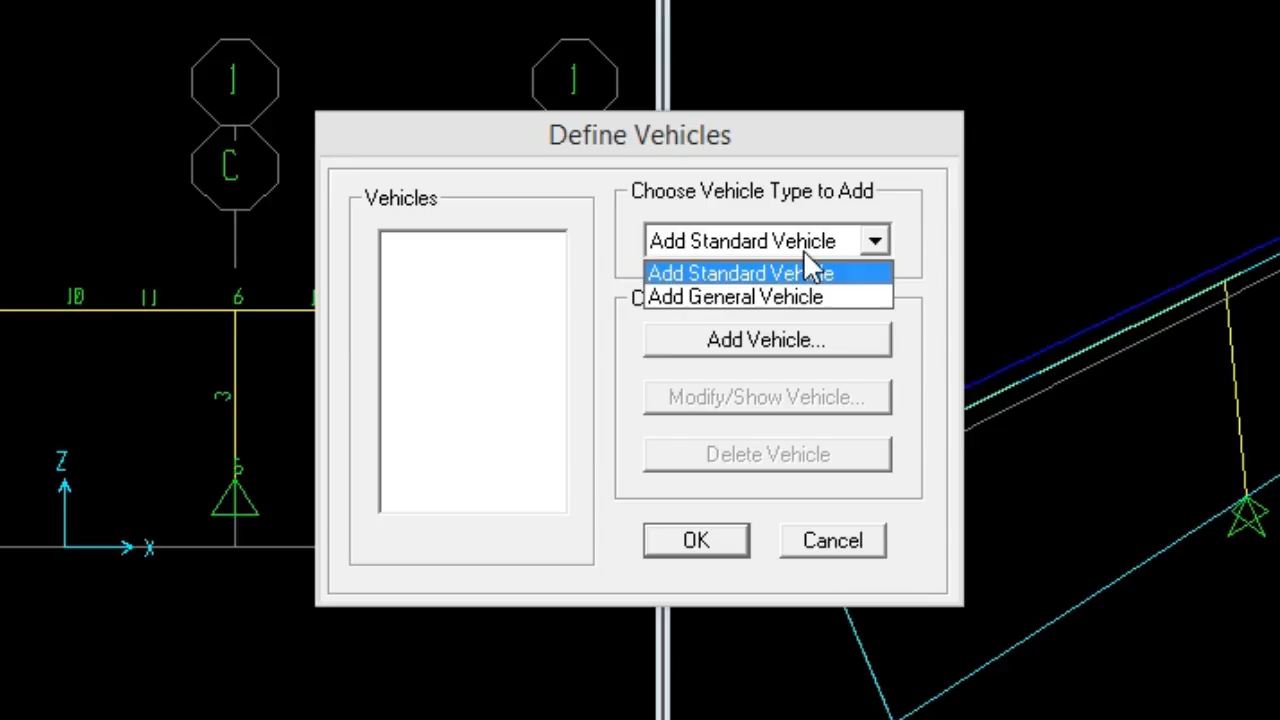 1
1
Define Vehicles
C
Vehicles
Choose Vehicle Type to Add
Add Standard Vehicle
Add Standard Vehicle
Add General Vehicle
10
11
6
Add Vehicle...
3
Modify/Show Vehicle...
Delete Vehicle
Z
5
OK
Cancel
X